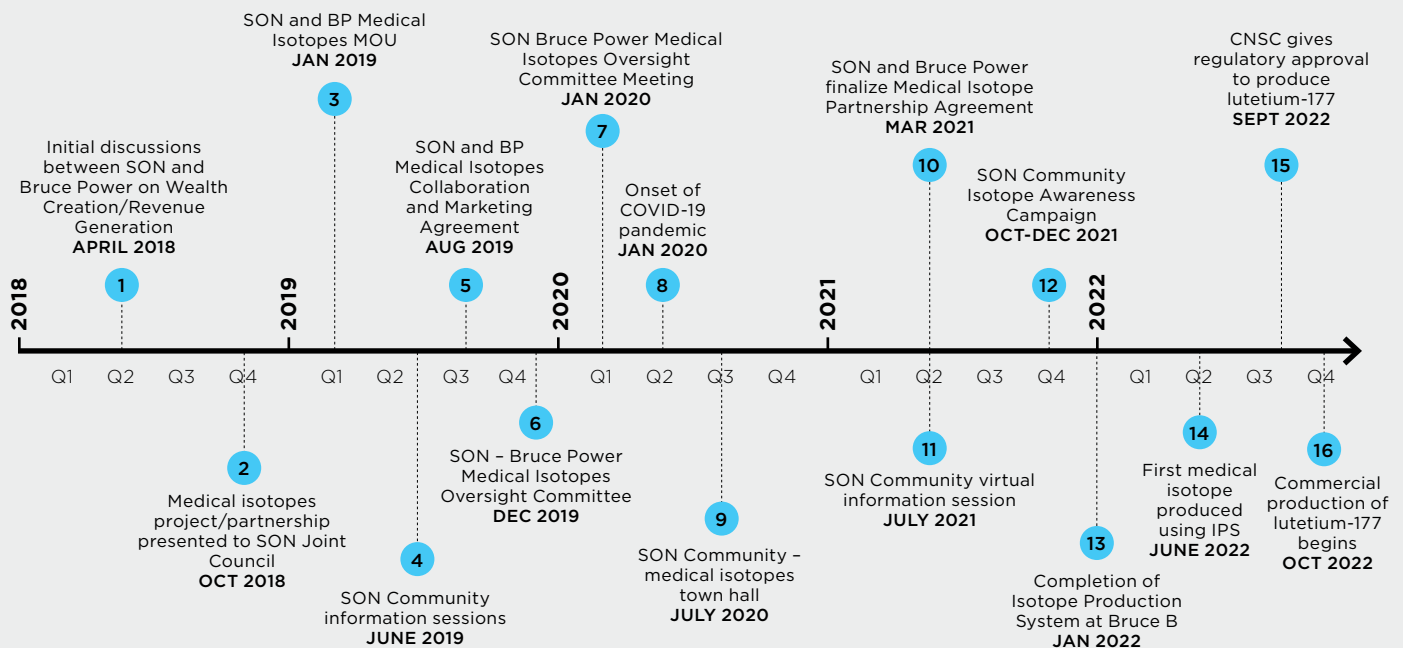 SON and BP Medical
Isotopes MOU
JAN 2019
3
SON Bruce Power Medical
Isotopes Oversight
Committee Meeting
JAN 2020
7
SON and Bruce Power
finalize Medical Isotope
Partnership Agreement
MAR 2021
10
CNSC gives
regulatory approval
to produce
lutetium-177
SEPT 2022
15
Initial discussions
between SON and
Bruce Power on Wealth
Creation/Revenue
Generation
APRIL 2018
1
SON and BP
Medical Isotopes
Collaboration
and Marketing
Agreement
AUG 2019
5
Onset of
COVID-19
pandemic
JAN 2020
8
SON Community
Isotope Awareness
Campaign
OCT-DEC 2021
12
2018
2019
2020
2021
2022
Q1 Q2 Q3 Q4 Q1 Q2 Q3 Q4 Q1 Q2 Q3 Q4 Q1 Q2 Q3 Q4 Q1 Q2 Q3 Q4
2
Medical isotopes
project/partnership
presented to SON Joint
Council
OCT 2018
4
SON Community
information sessions
JUNE 2019
6
SON – Bruce Power
Medical Isotopes
Oversight Committee
DEC 2019
9
SON Community –
medical isotopes
town hall
JULY 2020
11
SON Community virtual
information session
JULY 2021
13
Completion of
Isotope Production
System at Bruce B
JAN 2022
14
First medical
isotope
produced
using IPS
JUNE 2022
16
Commercial
production of
lutetium-177
begins
OCT 2022